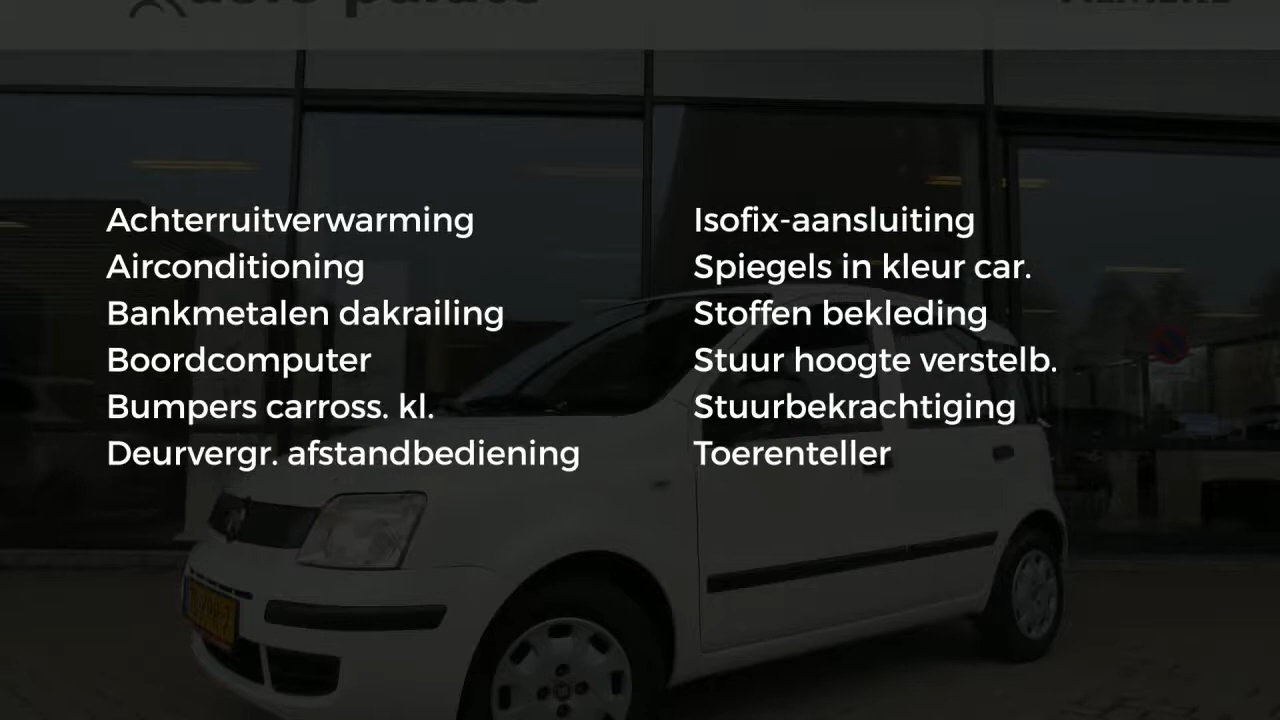 Achterruitverwarming
Airconditioning
Bankmetalen dakrailing
Boordcomputer
Bumpers carross. kl.
Deurvergr. afstandbediening
Isofix-aansluiting
Spiegels in kleur car.
Stoffen bekleding
Stuur hoogte verstelb.
Stuurbekrachtiging
Toerenteller